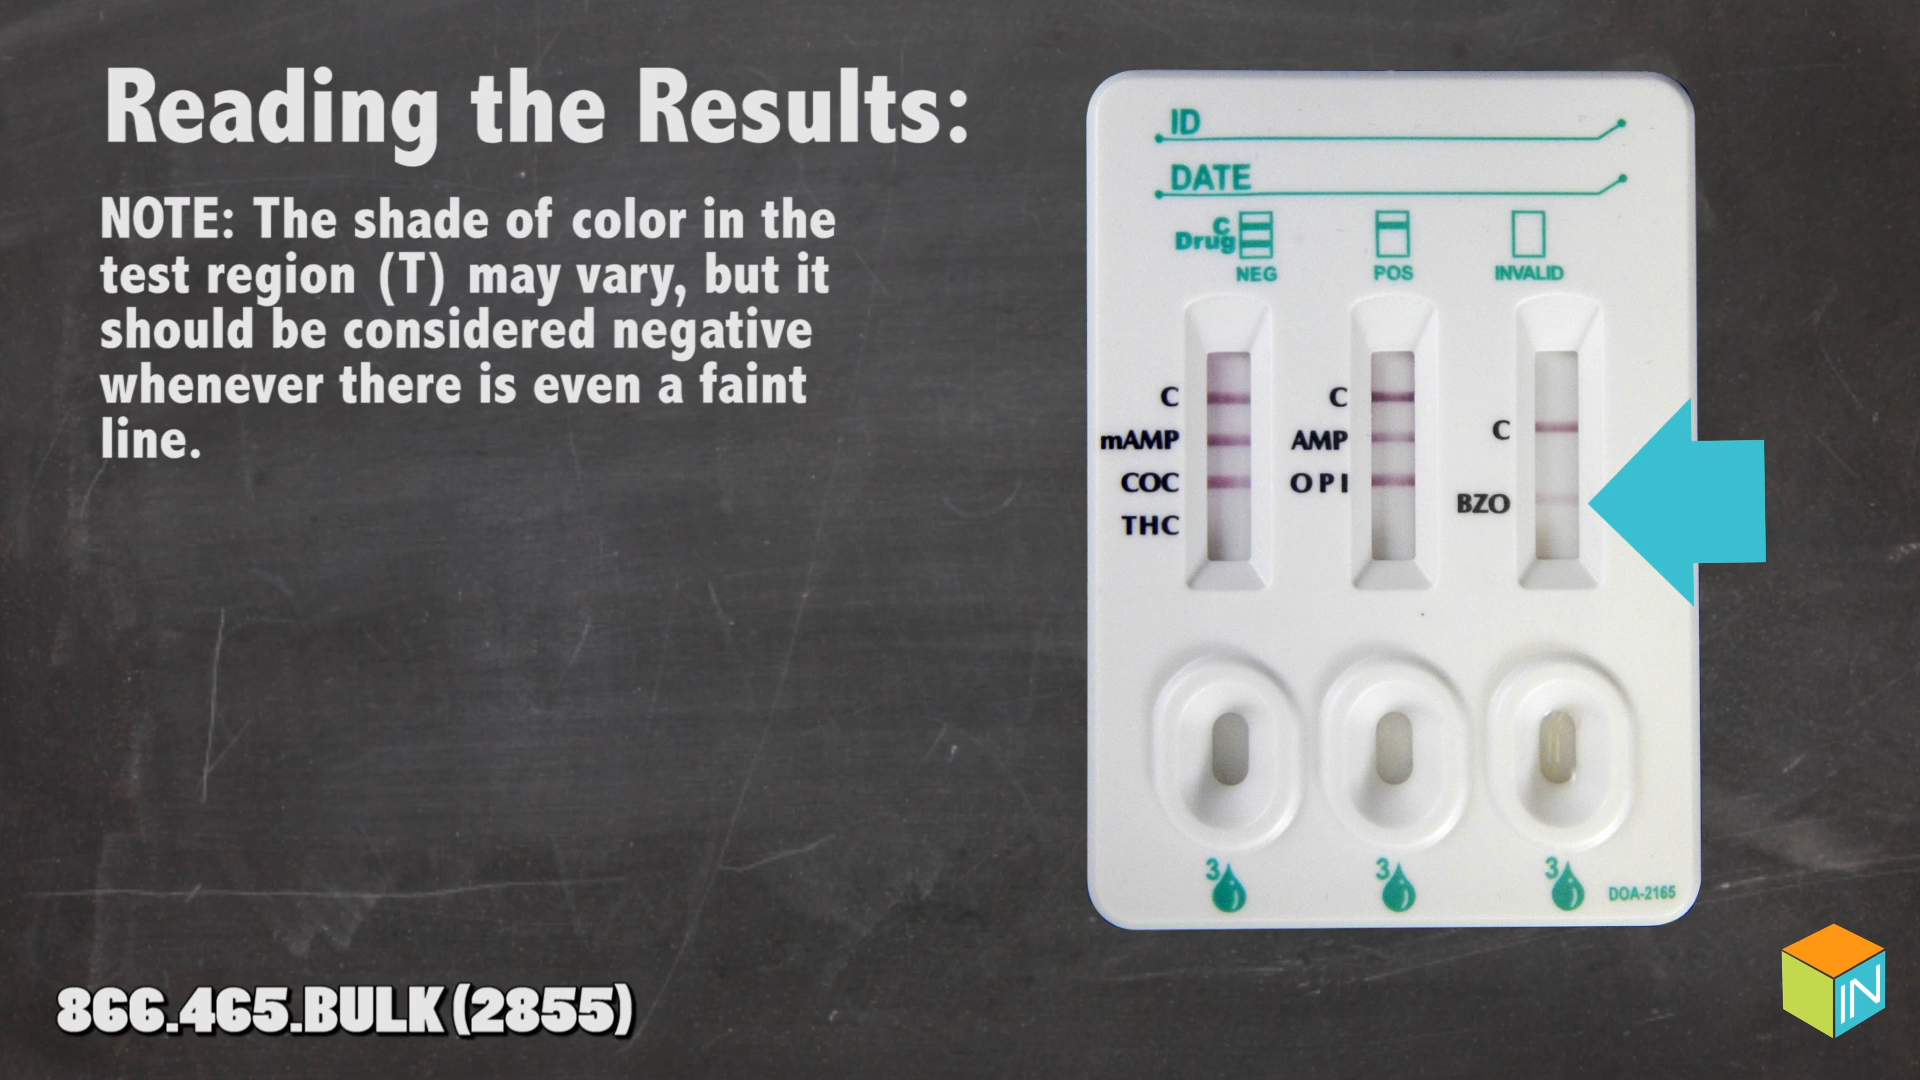 Reading the Results:
NOTE: The shade of color in the
test region (T) may vary, but it
should be considered negative
whenever there is even a faint
line.
ID
DATE
C
Drug
NEG
POS
INVALID
C
mAMP
COC
THC
C
AMP
OPI
C
BZO
3
3
3
DOA-2165
866.465.BULK (2855)
IN